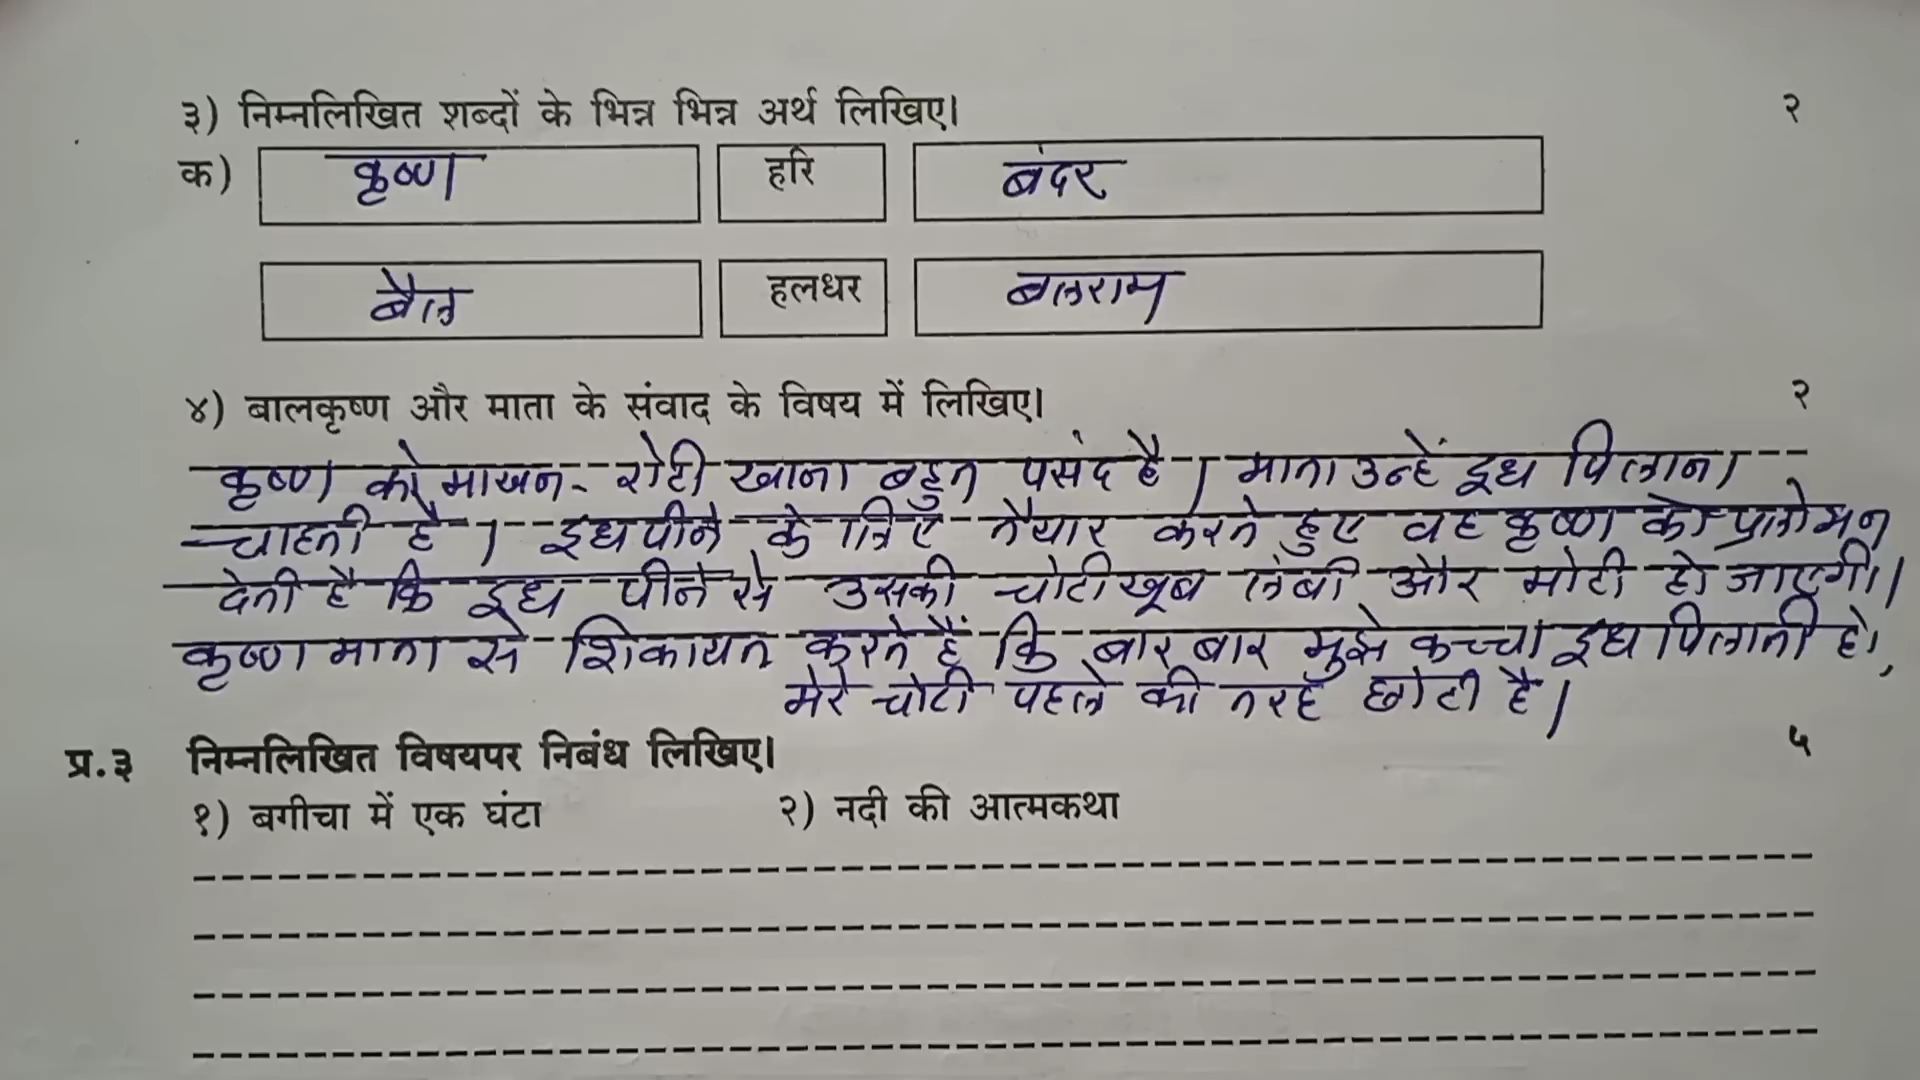 ३) निम्नलिखित शब्दों के भिन्न भिन्न अर्थ लिखिए। २
क) कृष्ण हरि बंदर
बैल हलधर बलराम
४) बालकृष्ण और माता के संवाद के विषय में लिखिए। २
कृष्ण को माखन- रोटी खाना बहुत पसंद है। माता उन्हें दूध पिलाना
चाहती है। दूध पीने के लिए तैयार करते हुए वह कृष्ण को प्रलोभन
देती है कि दूध पीने से उसकी चोटी खूब लंबी और मोटी हो जाएगी।
कृष्ण माता से शिकायत करते हैं कि बार बार मुझे कच्चा दूध पिलाती हो,
मेरे चोटी पहले की तरह छोटी है।
प्र.३ निम्नलिखित विषयपर निबंध लिखिए। ५
१) बगीचा में एक घंटा २) नदी की आत्मकथा